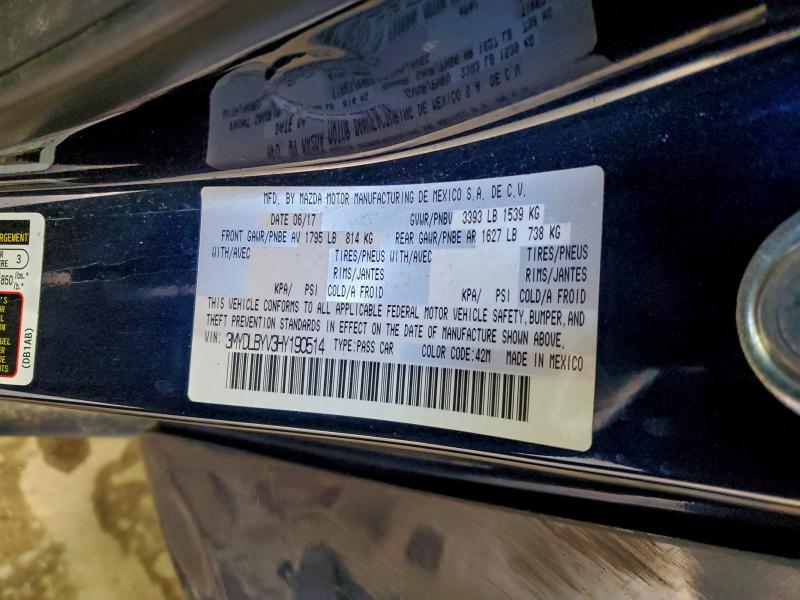 MFD. BY MAZDA MOTOR MANUFACTURING DE MEXICO S.A. DE C.V.
DATE 06/17 GVWR/PNBV 3393 LB 1539 KG
FRONT GAWR/PNBE AV 1795 LB 814 KG REAR GAWR/PNBE AR 1627 LB 738 KG
WITH/AVEC TIRES/PNEUS WITH/AVEC TIRES/PNEUS
RIMS/JANTES RIMS/JANTES
KPA/ PSI COLD/A FROID KPA/ PSI COLD/A FROID
THIS VEHICLE CONFORMS TO ALL APPLICABLE FEDERAL MOTOR VEHICLE SAFETY, BUMPER, AND
THEFT PREVENTION STANDARDS IN EFFECT ON THE DATE OF MANUFACTURE SHOWN ABOVE.
VIN: 3MYDLBYV3HY190514 TYPE:PASS CAR COLOR CODE:42M MADE IN MEXICO
3
850 lbs.*
(DB1AB)